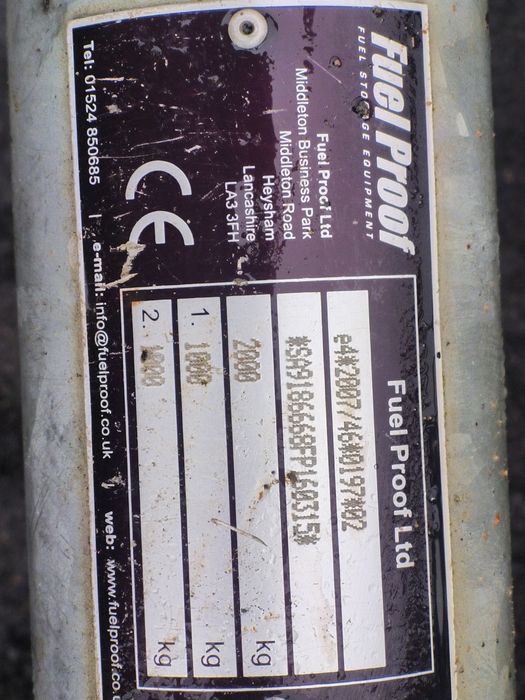 Fuel Proof
FUEL STORAGE EQUIPMENT
Fuel Proof Ltd
Middleton Business Park
Middleton Road
Heysham
Lancashire
LA3 3FH
CE
Tel: 01524 850685 | e-mail: info@fuelproof.co.uk web: www.fuelproof.co.
Fuel Proof Ltd
e4*2007/46*0197*02
*SA9186668FP160315*
2000 kg
1. 1000 kg
2. 1000 kg